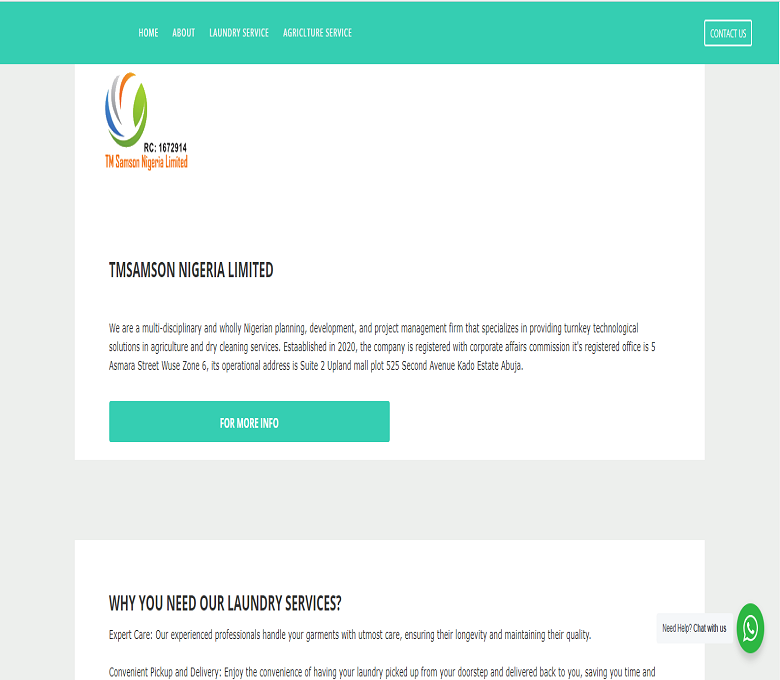 HOME ABOUT LAUNDRY SERVICE AGRICLTURE SERVICE CONTACT US
RC: 1672914
TM Samson Nigeria Limited
TMSAMSON NIGERIA LIMITED
We are a multi-disciplinary and wholly Nigerian planning, development, and project management firm that specializes in providing turnkey technological
solutions in agriculture and dry cleaning services. Estaablished in 2020, the company is registered with corporate affairs commission it's registered office is 5
Asmara Street Wuse Zone 6, its operational address is Suite 2 Upland mall plot 525 Second Avenue Kado Estate Abuja.
FOR MORE INFO
WHY YOU NEED OUR LAUNDRY SERVICES?
Expert Care: Our experienced professionals handle your garments with utmost care, ensuring their longevity and maintaining their quality.
Need Help? Chat with us
Convenient Pickup and Delivery: Enjoy the convenience of having your laundry picked up from your doorstep and delivered back to you, saving you time and